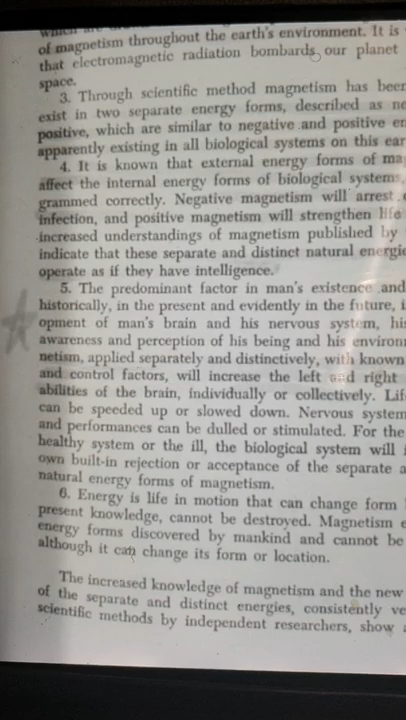 of magnetism throughout the earth's environment. It is
that electromagnetic radiation bombards our planet
space.
3. Through scientific method magnetism has been
exist in two separate energy forms, described as ne
positive, which are similar to negative and positive en
apparently existing in all biological systems on this ear
4. It is known that external energy forms of ma
affect the internal energy forms of biological systems,
grammed correctly. Negative magnetism will arrest
infection, and positive magnetism will strengthen life
increased understandings of magnetism published by
indicate that these separate and distinct natural energie
operate as if they have intelligence.
5. The predominant factor in man's existence and
historically, in the present and evidently in the future, i
opment of man's brain and his nervous system, his
awareness and perception of his being and his environ
netism, applied separately and distinctively, with known
and control factors, will increase the left and right
abilities of the brain, individually or collectively. Lif
can be speeded up or slowed down. Nervous system
and performances can be dulled or stimulated. For the
healthy system or the ill, the biological system will
own built-in rejection or acceptance of the separate a
natural energy forms of magnetism.
6. Energy is life in motion that can change form
present knowledge, cannot be destroyed. Magnetism e
energy forms discovered by mankind and cannot be
although it can change its form or location.
The increased knowledge of magnetism and the new
of the separate and distinct energies, consistently ve
scientific methods by independent researchers, show a